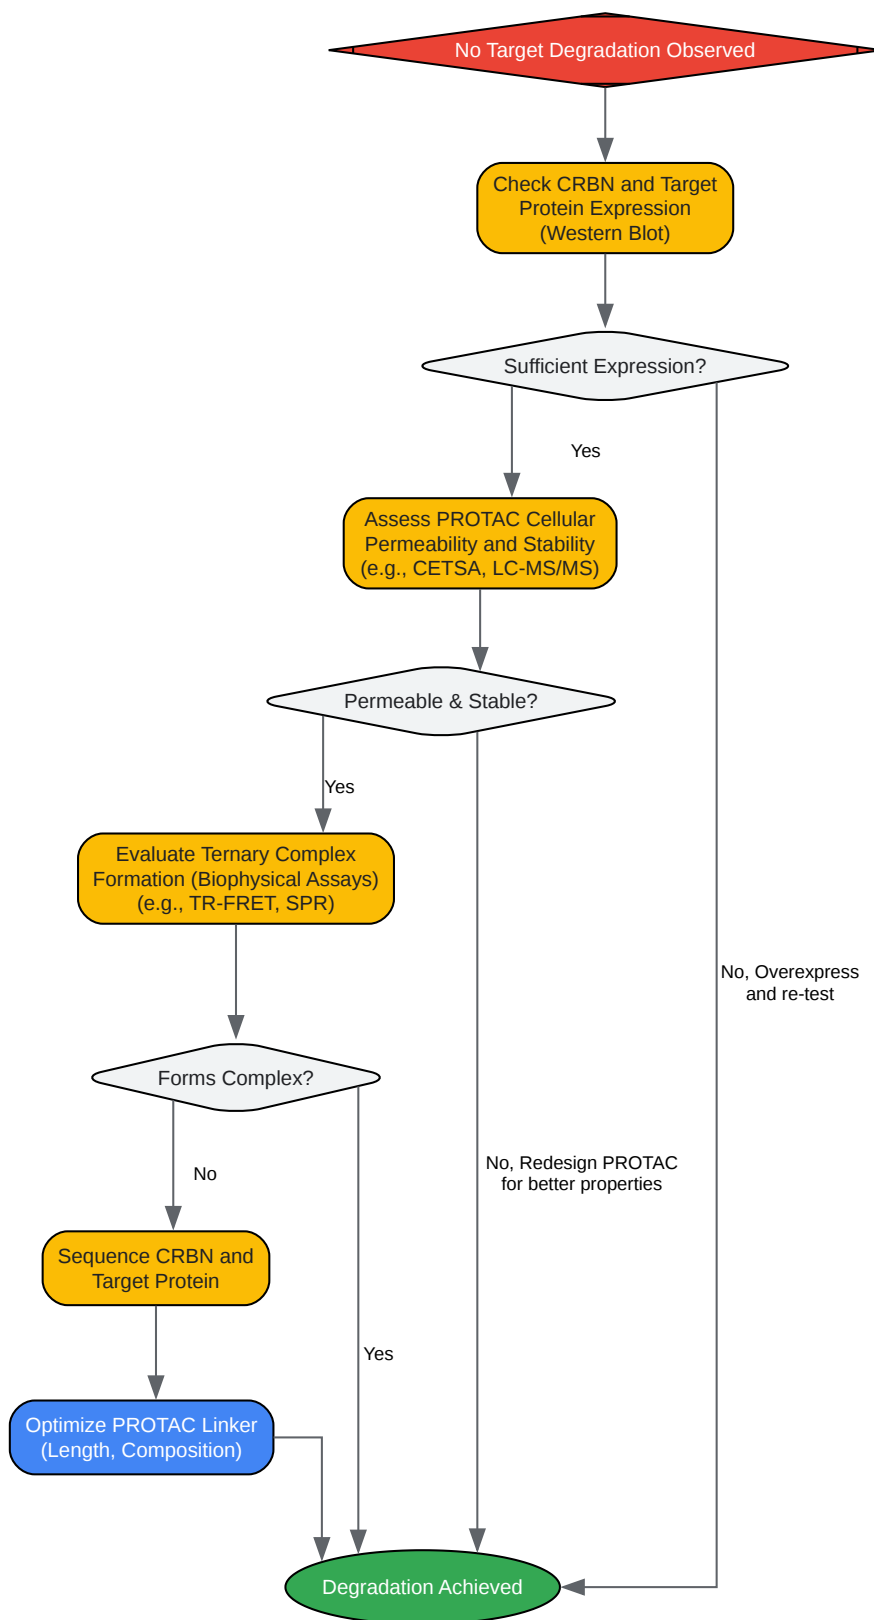 No Target Degradation Observed
Check CRBN and Target
Protein Expression
(Western Blot)
Sufficient Expression?
Yes
Assess PROTAC Cellular
Permeability and Stability
(e.g., CETSA, LC-MS/MS)
Permeable & Stable?
Yes
Evaluate Ternary Complex
Formation (Biophysical Assays)
(e.g., TR-FRET, SPR)
No, Overexpress
and re-test
Forms Complex?
No, Redesign PROTAC
for better properties
No
Sequence CRBN and
Target Protein
Yes
Optimize PROTAC Linker
(Length, Composition)
Degradation Achieved